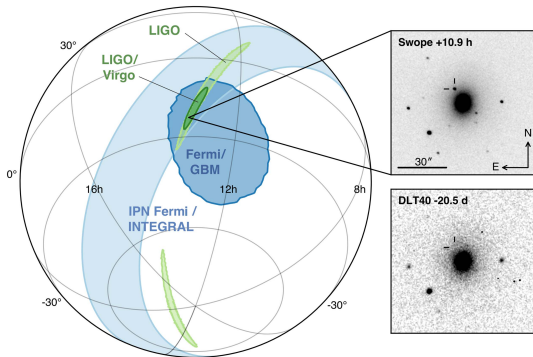 LIGO
30°
LIGO/
Virgo
Fermi/
GBM
0°
16h
12h
8h
IPN Fermi /
INTEGRAL
-30°
-30°
Swope +10.9 h
30"
N
E
DLT40 -20.5 d